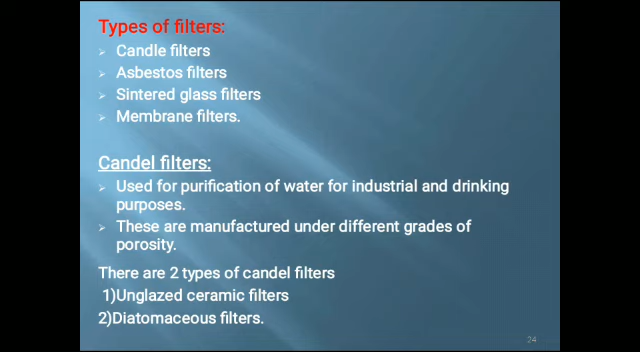 Types of filters:
➢ Candle filters
➢ Asbestos filters
➢ Sintered glass filters
➢ Membrane filters.
Candel filters:
➢ Used for purification of water for industrial and drinking
purposes.
➢ These are manufactured under different grades of
porosity.
There are 2 types of candel filters
1)Unglazed ceramic filters
2)Diatomaceous filters.
24